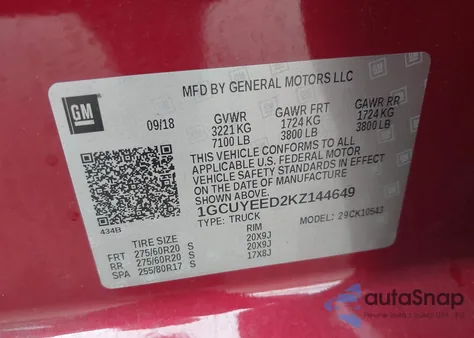 MFD BY GENERAL MOTORS LLC
GM
09/18
GVWR GAWR FRT GAWR RR
3221 KG 1724 KG 1724 KG
7100 LB 3800 LB 3800 LB
THIS VEHICLE CONFORMS TO ALL
APPLICABLE U.S. FEDERAL MOTOR
VEHICLE SAFETY STANDARDS IN EFFECT
ON THE DATE OF MANUFACTURE SHOWN ABOVE.
1GCUYEED2KZ144649
434B
TYPE: TRUCK MODEL: 29CK10543
TIRE SIZE RIM
FRT 275/60R20 S 20X9J
RR 275/60R20 S 20X9J
SPA 255/80R17 S 17X8J
autoSnap